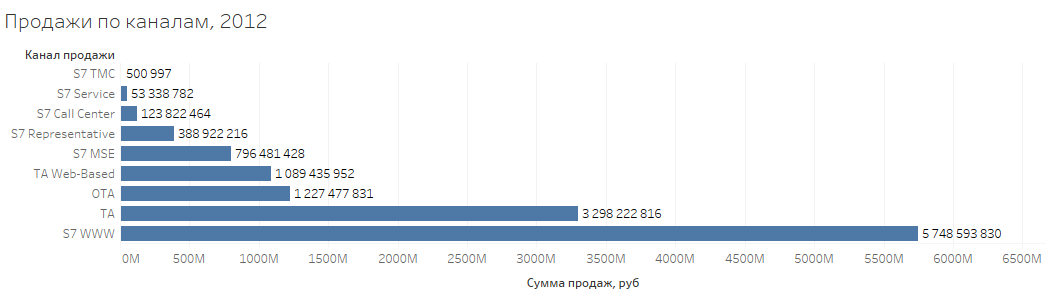 Продажи по каналам, 2012
Канал продажи
S7 TMC 500 997
S7 Service 53 338 782
S7 Call Center 123 822 464
S7 Representative 388 922 216
S7 MSE 796 481 428
TA Web-Based 1 089 435 952
OTA 1 227 477 831
TA 3 298 222 816
S7 WWW 5 748 593 830
0M 500M 1000M 1500M 2000M 2500M 3000M 3500M 4000M 4500M 5000M 5500M 6000M 6500M
Сумма продаж, руб